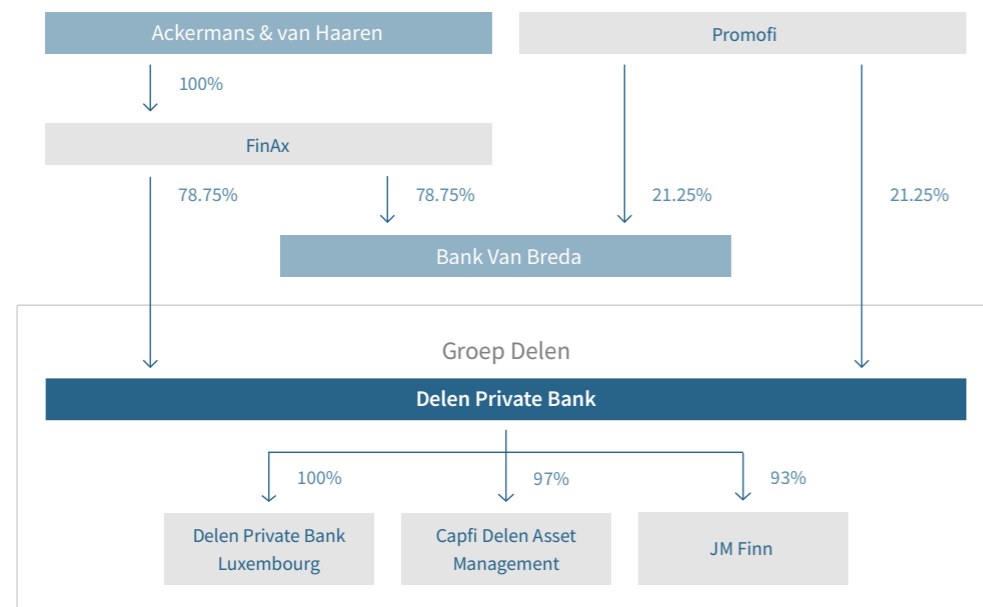 Ackermans & van Haaren
Promofi
100%
FinAx
78.75%
78.75%
21.25%
21.25%
Bank Van Breda
Groep Delen
Delen Private Bank
100%
97%
93%
Delen Private Bank
Luxembourg
Capfi Delen Asset
Management
JM Finn